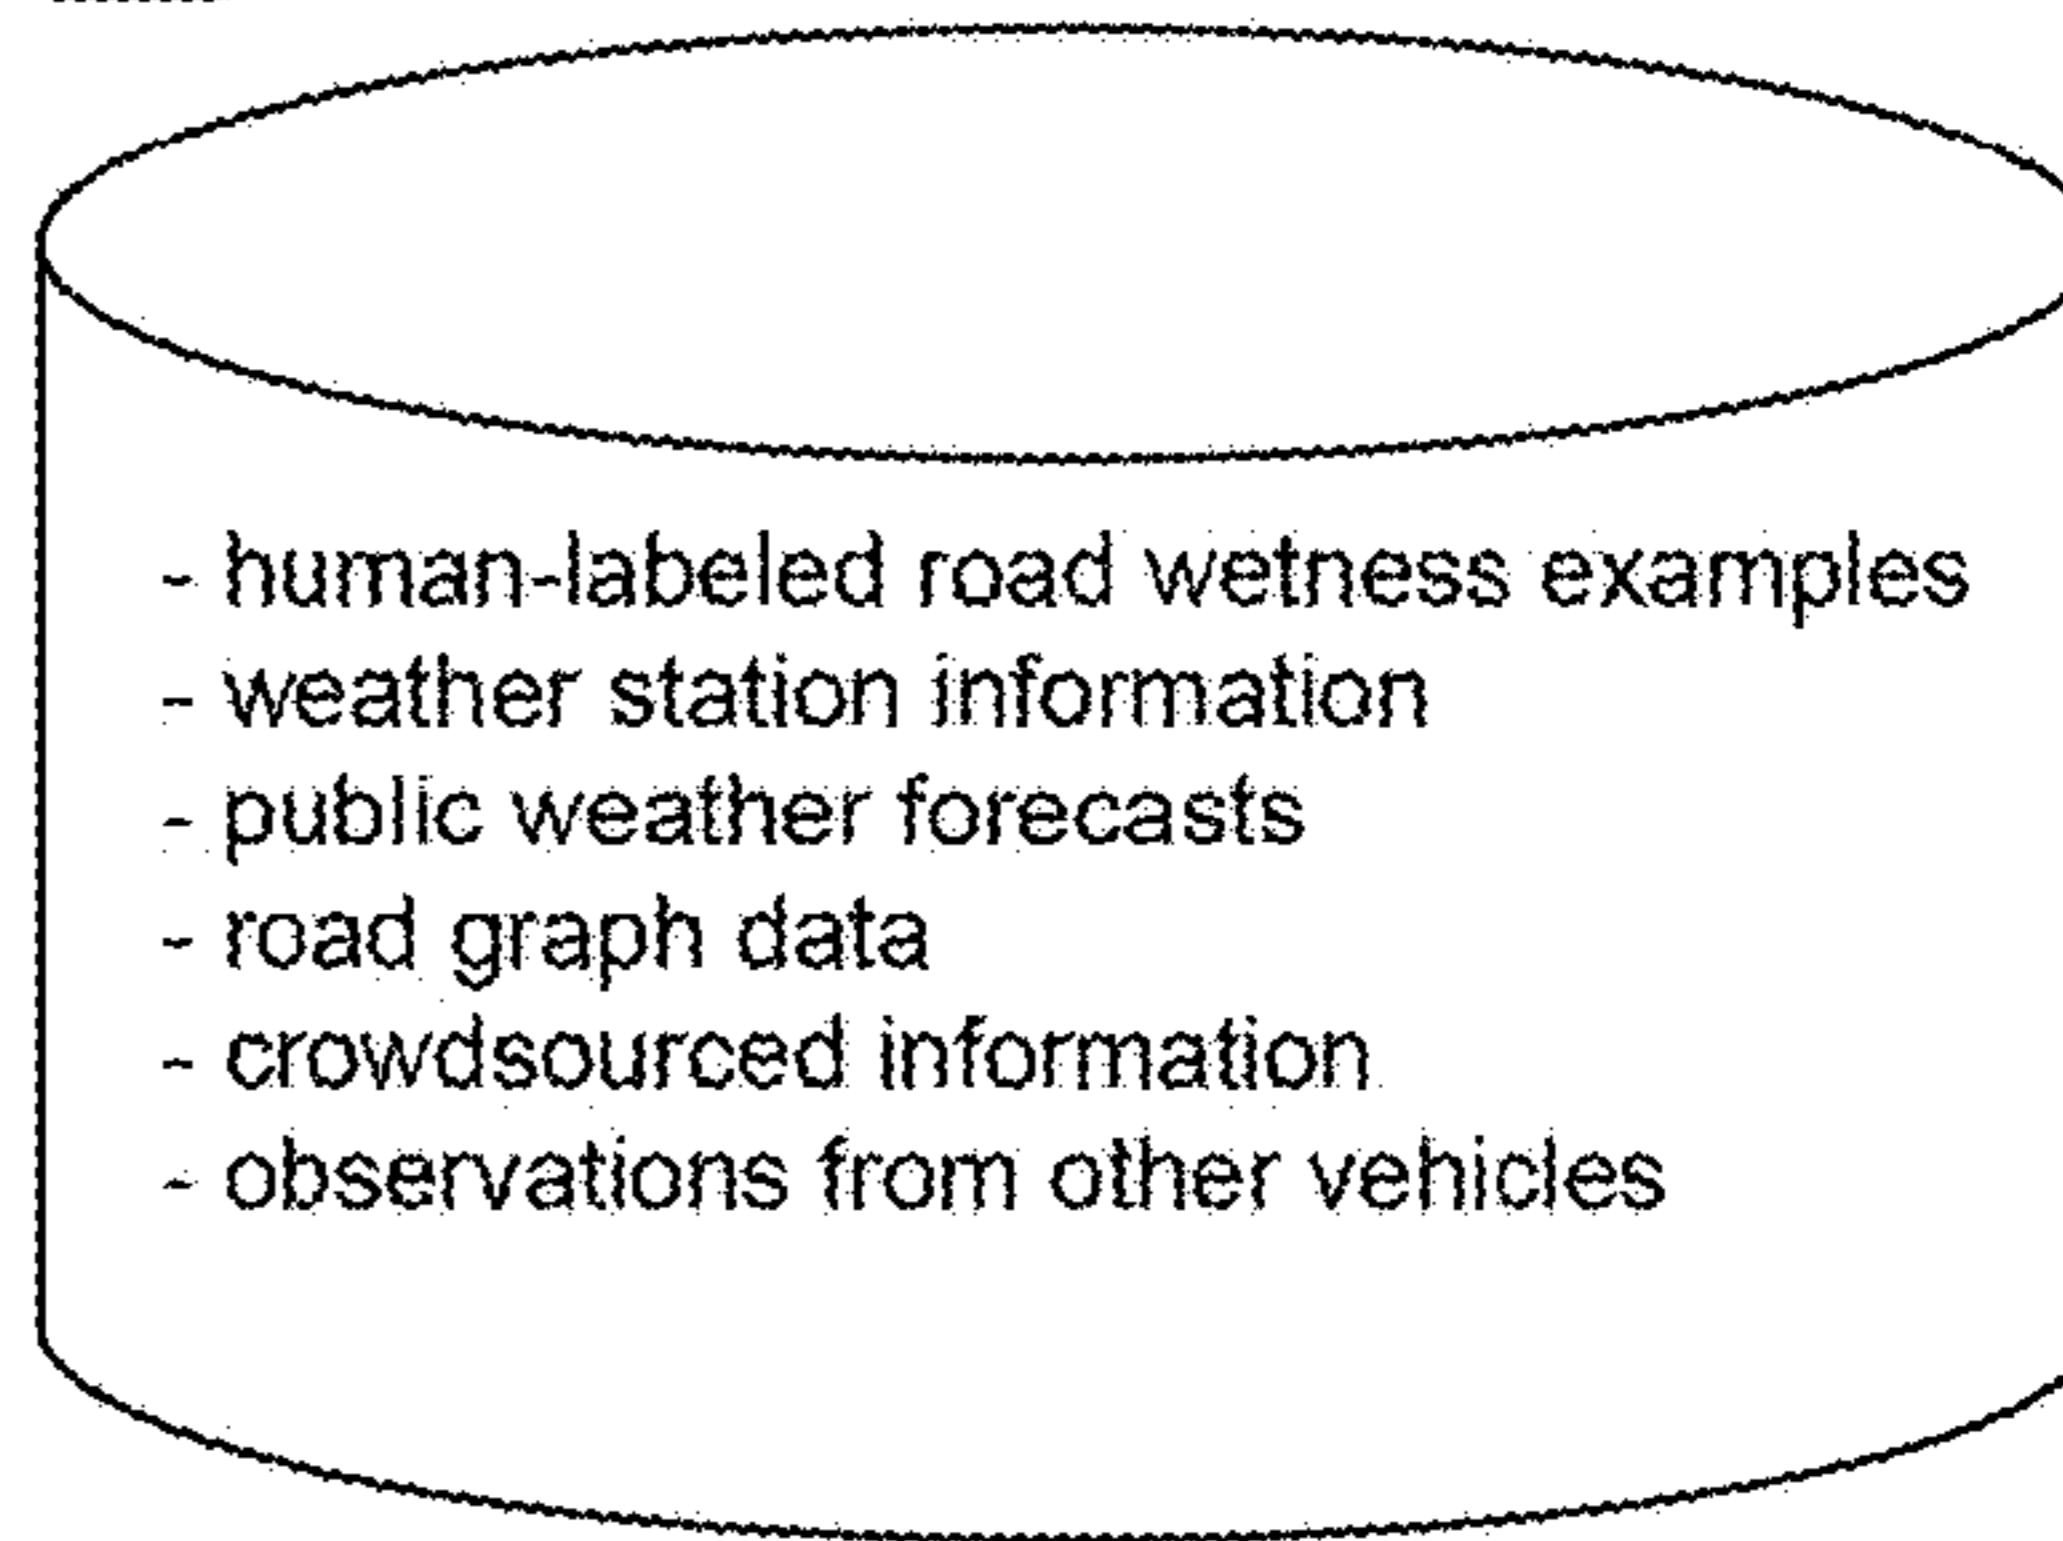 - human-labeled road wetness examples
- weather station information
- public weather forecasts
- road graph data
- crowdsourced information
- observations from other vehicles